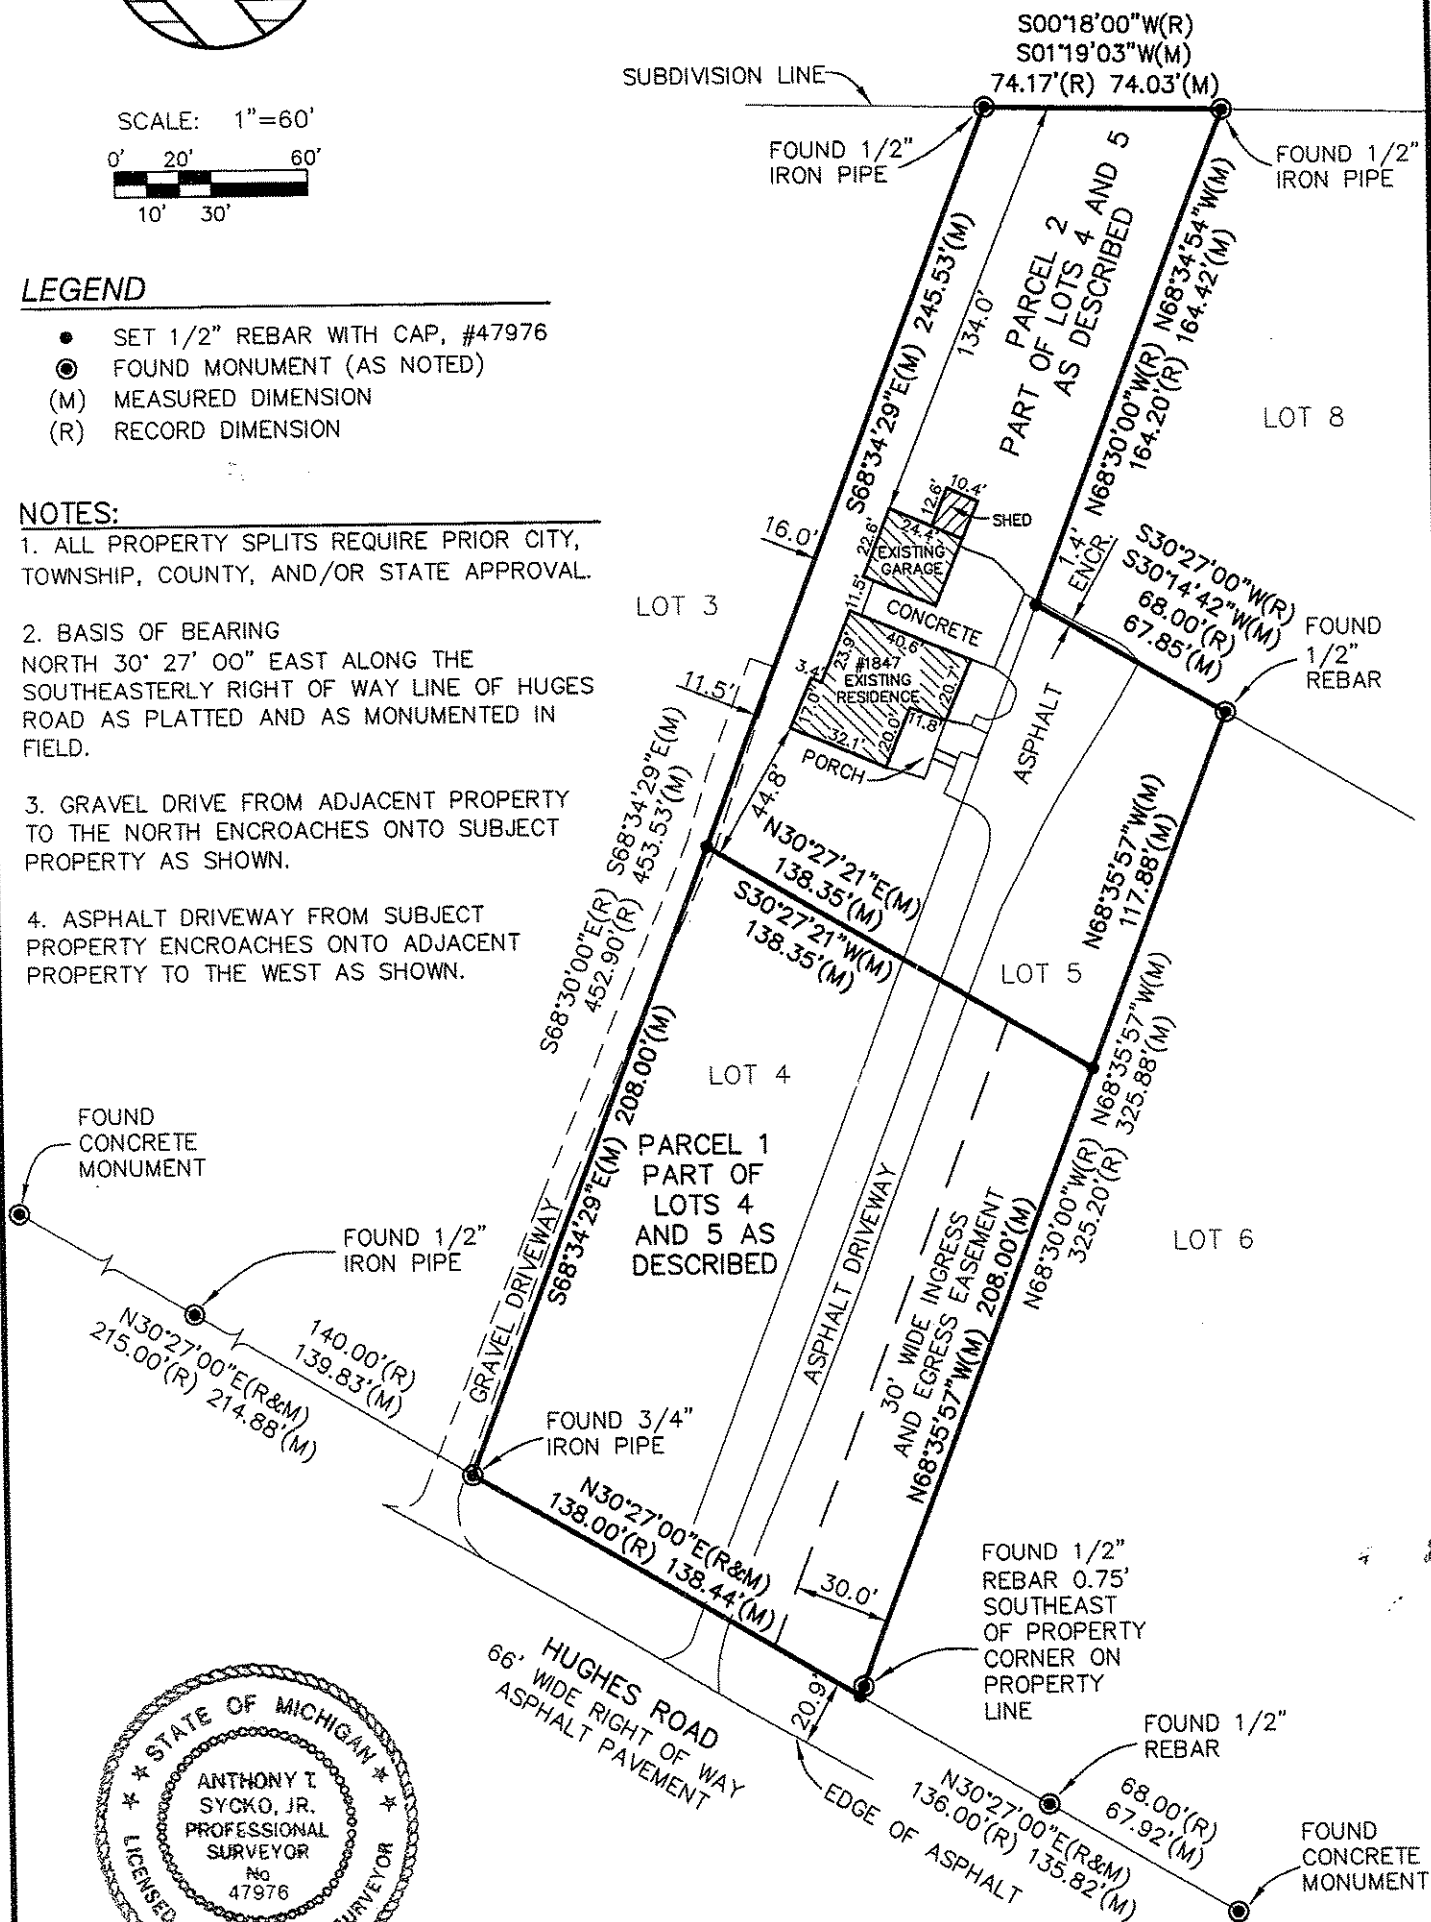 S00°18'00"W(R)
S01°19'03"W(M)
74.17'(R) 74.03'(M)
SUBDIVISION LINE
SCALE: 1"=60'
0' 20' 60'
10' 30'
FOUND 1/2"
IRON PIPE
FOUND 1/2"
IRON PIPE
LEGEND
SET 1/2" REBAR WITH CAP, #47976
FOUND MONUMENT (AS NOTED)
(M) MEASURED DIMENSION
(R) RECORD DIMENSION
NOTES:
1. ALL PROPERTY SPLITS REQUIRE PRIOR CITY,
TOWNSHIP, COUNTY, AND/OR STATE APPROVAL.
2. BASIS OF BEARING
NORTH 30° 27' 00" EAST ALONG THE
SOUTHEASTERLY RIGHT OF WAY LINE OF HUGES
ROAD AS PLATTED AND AS MONUMENTED IN
FIELD.
3. GRAVEL DRIVE FROM ADJACENT PROPERTY
TO THE NORTH ENCROACHES ONTO SUBJECT
PROPERTY AS SHOWN.
4. ASPHALT DRIVEWAY FROM SUBJECT
PROPERTY ENCROACHES ONTO ADJACENT
PROPERTY TO THE WEST AS SHOWN.
S68°34'29"E(M) 245.53'(M)
134.0'
PARCEL 2
PART OF LOTS 4 AND 5
AS DESCRIBED
N68°30'00"W(R) N68°34'54"W(M)
164.20'(R) 164.42'(M)
LOT 8
10.4'
12.6'
SHED
24.4'
22.6'
EXISTING
GARAGE
16.0'
1.4'
ENCR.
S30°27'00"W(R)
S30°14'42"W(M)
68.00'(R)
67.85'(M)
FOUND
1/2"
REBAR
LOT 3
11.5'
CONCRETE
40.6'
23.9'
#1847
EXISTING
RESIDENCE
3.4'
17.0'
20.7'
11.8'
20.0'
32.1'
PORCH
11.5'
ASPHALT
44.8'
S68°30'00"E(R) S68°34'29"E(M)
452.90'(R) 453.53'(M)
N30°27'21"E(M)
138.35'(M)
S30°27'21"W(M)
138.35'(M)
N68°35'57"W(M)
117.88'(M)
LOT 5
LOT 4
N68°30'00"W(R) N68°35'57"W(M)
325.20'(R) 325.88'(M)
S68°34'29"E(M) 208.00'(M)
PARCEL 1
PART OF
LOTS 4
AND 5 AS
DESCRIBED
GRAVEL DRIVEWAY
ASPHALT DRIVEWAY
30' WIDE INGRESS
AND EGRESS EASEMENT
N68°35'57"W(M) 208.00'(M)
LOT 6
FOUND
CONCRETE
MONUMENT
FOUND 1/2"
IRON PIPE
N30°27'00"E(R&M)
215.00'(R) 214.88'(M)
140.00'(R)
139.83'(M)
FOUND 3/4"
IRON PIPE
N30°27'00"E(R&M)
138.00'(R) 138.44'(M)
30.0'
FOUND 1/2"
REBAR 0.75'
SOUTHEAST
OF PROPERTY
CORNER ON
PROPERTY
LINE
HUGHES ROAD
66' WIDE RIGHT OF WAY
ASPHALT PAVEMENT
20.9'
EDGE OF ASPHALT
FOUND 1/2"
REBAR
N30°27'00"E(R&M)
136.00'(R) 135.82'(M)
68.00'(R)
67.92'(M)
FOUND
CONCRETE
MONUMENT
STATE OF MICHIGAN
ANTHONY T.
SYCKO, JR.
PROFESSIONAL
SURVEYOR
No
47976
LICENSED
SURVEYOR